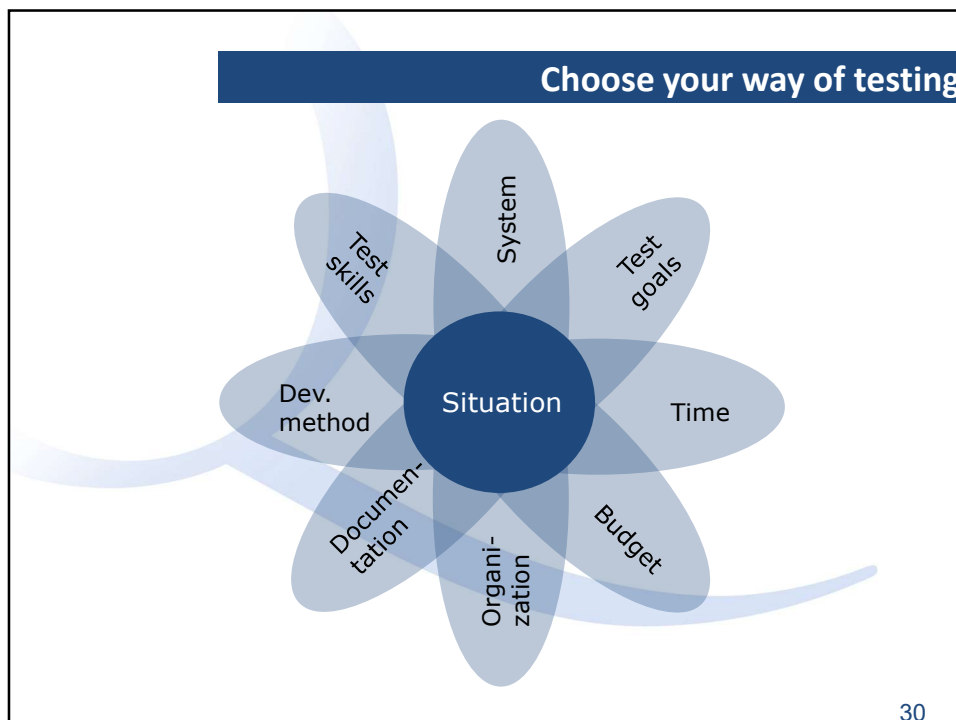 Choose your way of testing
System
Test
goals
Test
skills
Situation
Time
Dev.
method
Documen-
tation
Budget
Organi-
zation
30